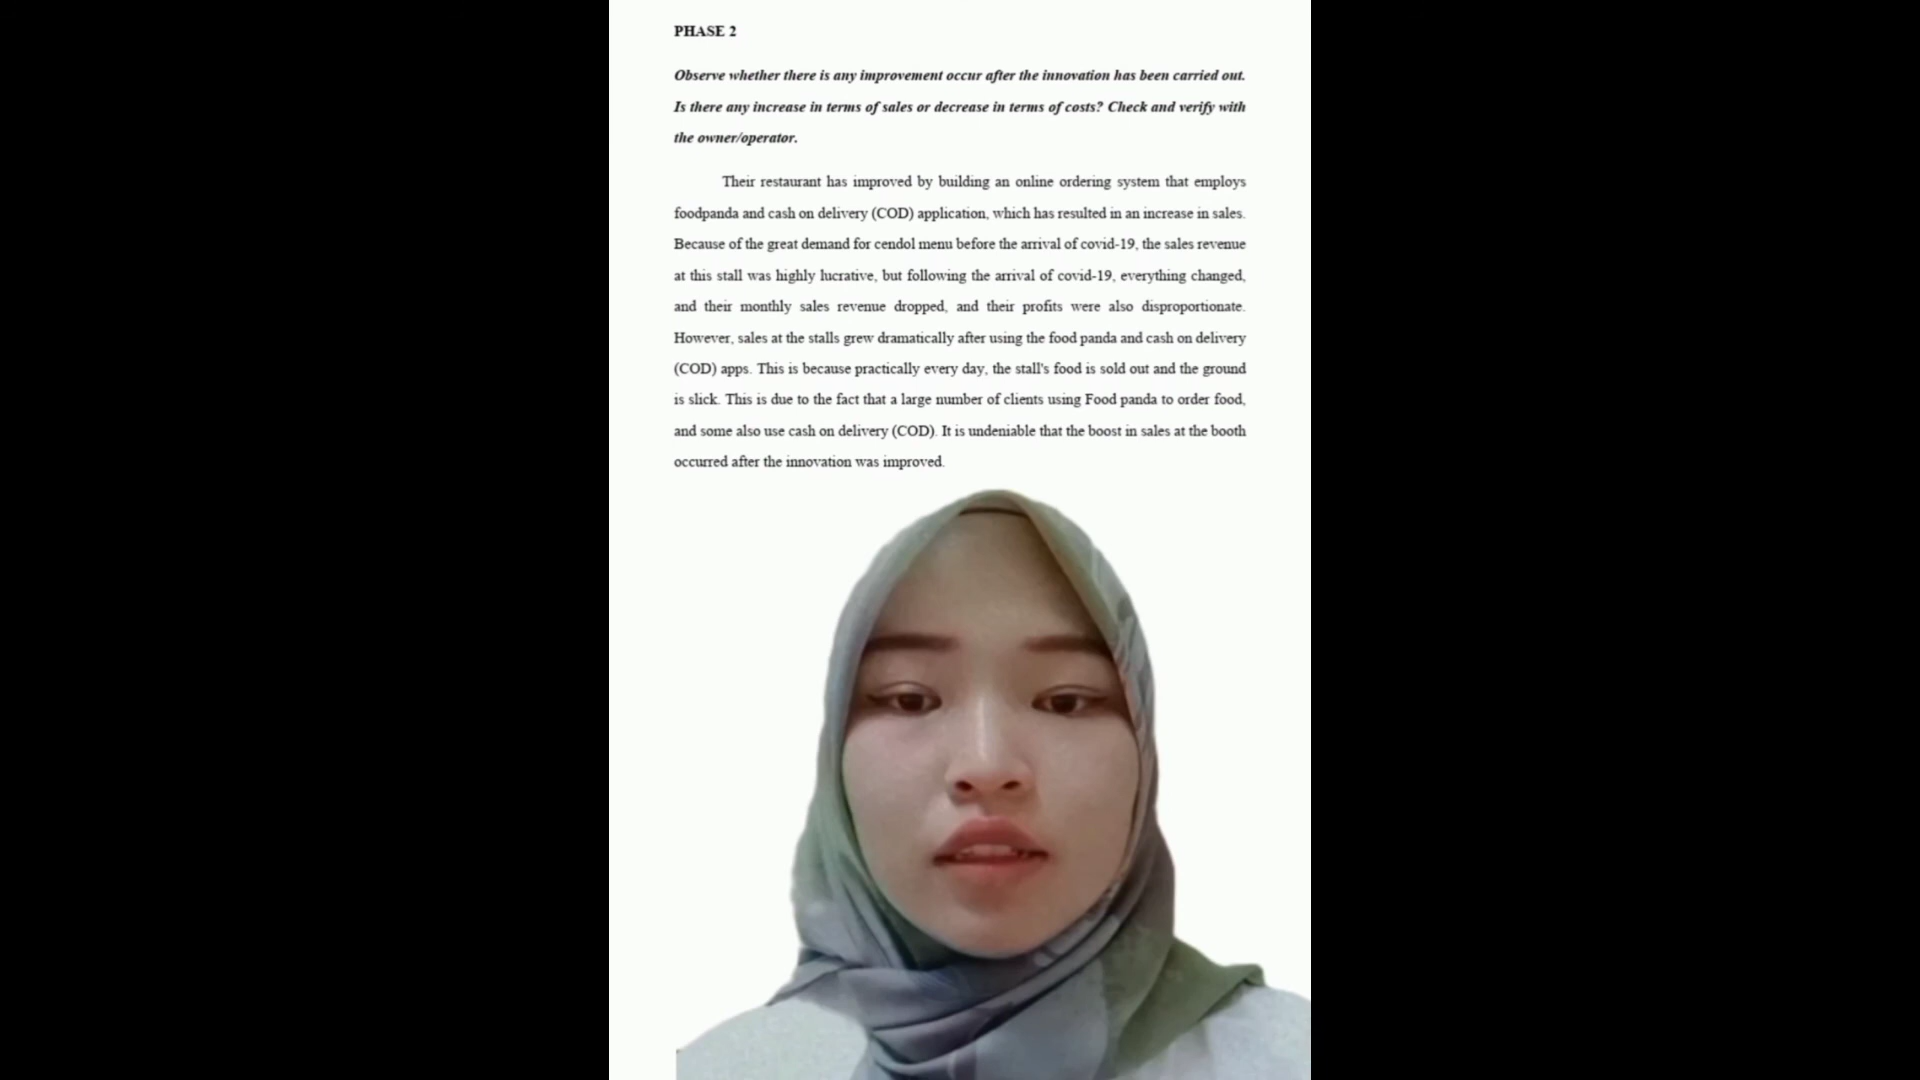 PHASE 2
Observe whether there is any improvement occur after the innovation has been carried out.
Is there any increase in terms of sales or decrease in terms of costs? Check and verify with
the owner/operator.
Their restaurant has improved by building an online ordering system that employs
foodpanda and cash on delivery (COD) application, which has resulted in an increase in sales.
Because of the great demand for cendol menu before the arrival of covid-19, the sales revenue
at this stall was highly lucrative, but following the arrival of covid-19, everything changed,
and their monthly sales revenue dropped, and their profits were also disproportionate.
However, sales at the stalls grew dramatically after using the food panda and cash on delivery
(COD) apps. This is because practically every day, the stall's food is sold out and the ground
is slick. This is due to the fact that a large number of clients using Food panda to order food,
and some also use cash on delivery (COD). It is undeniable that the boost in sales at the booth
occurred after the innovation was improved.